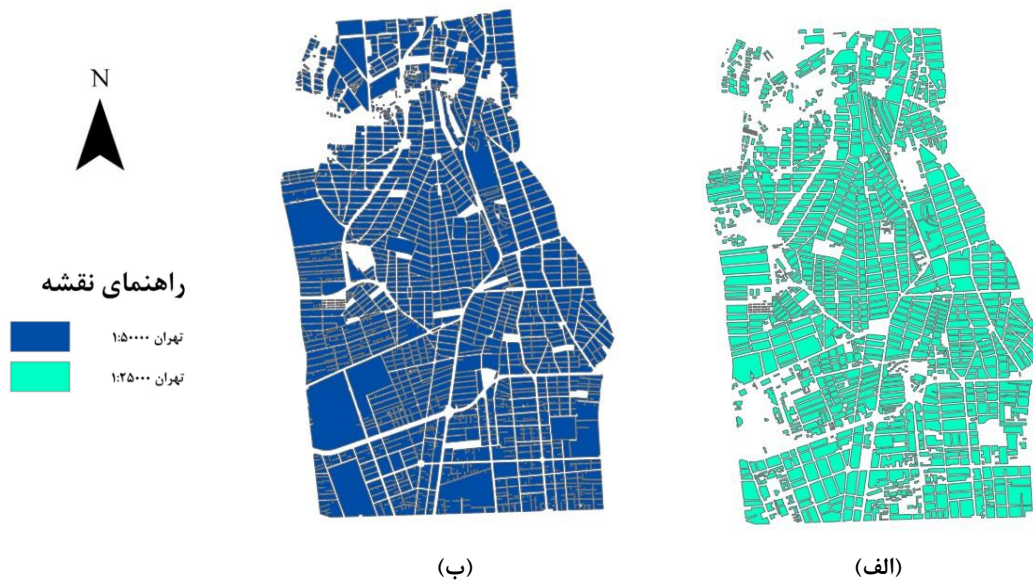 N
راهنمای نقشه
تهران ۱:۵۰۰۰۰
تهران ۱:۲۵۰۰۰
(الف)
(ب)